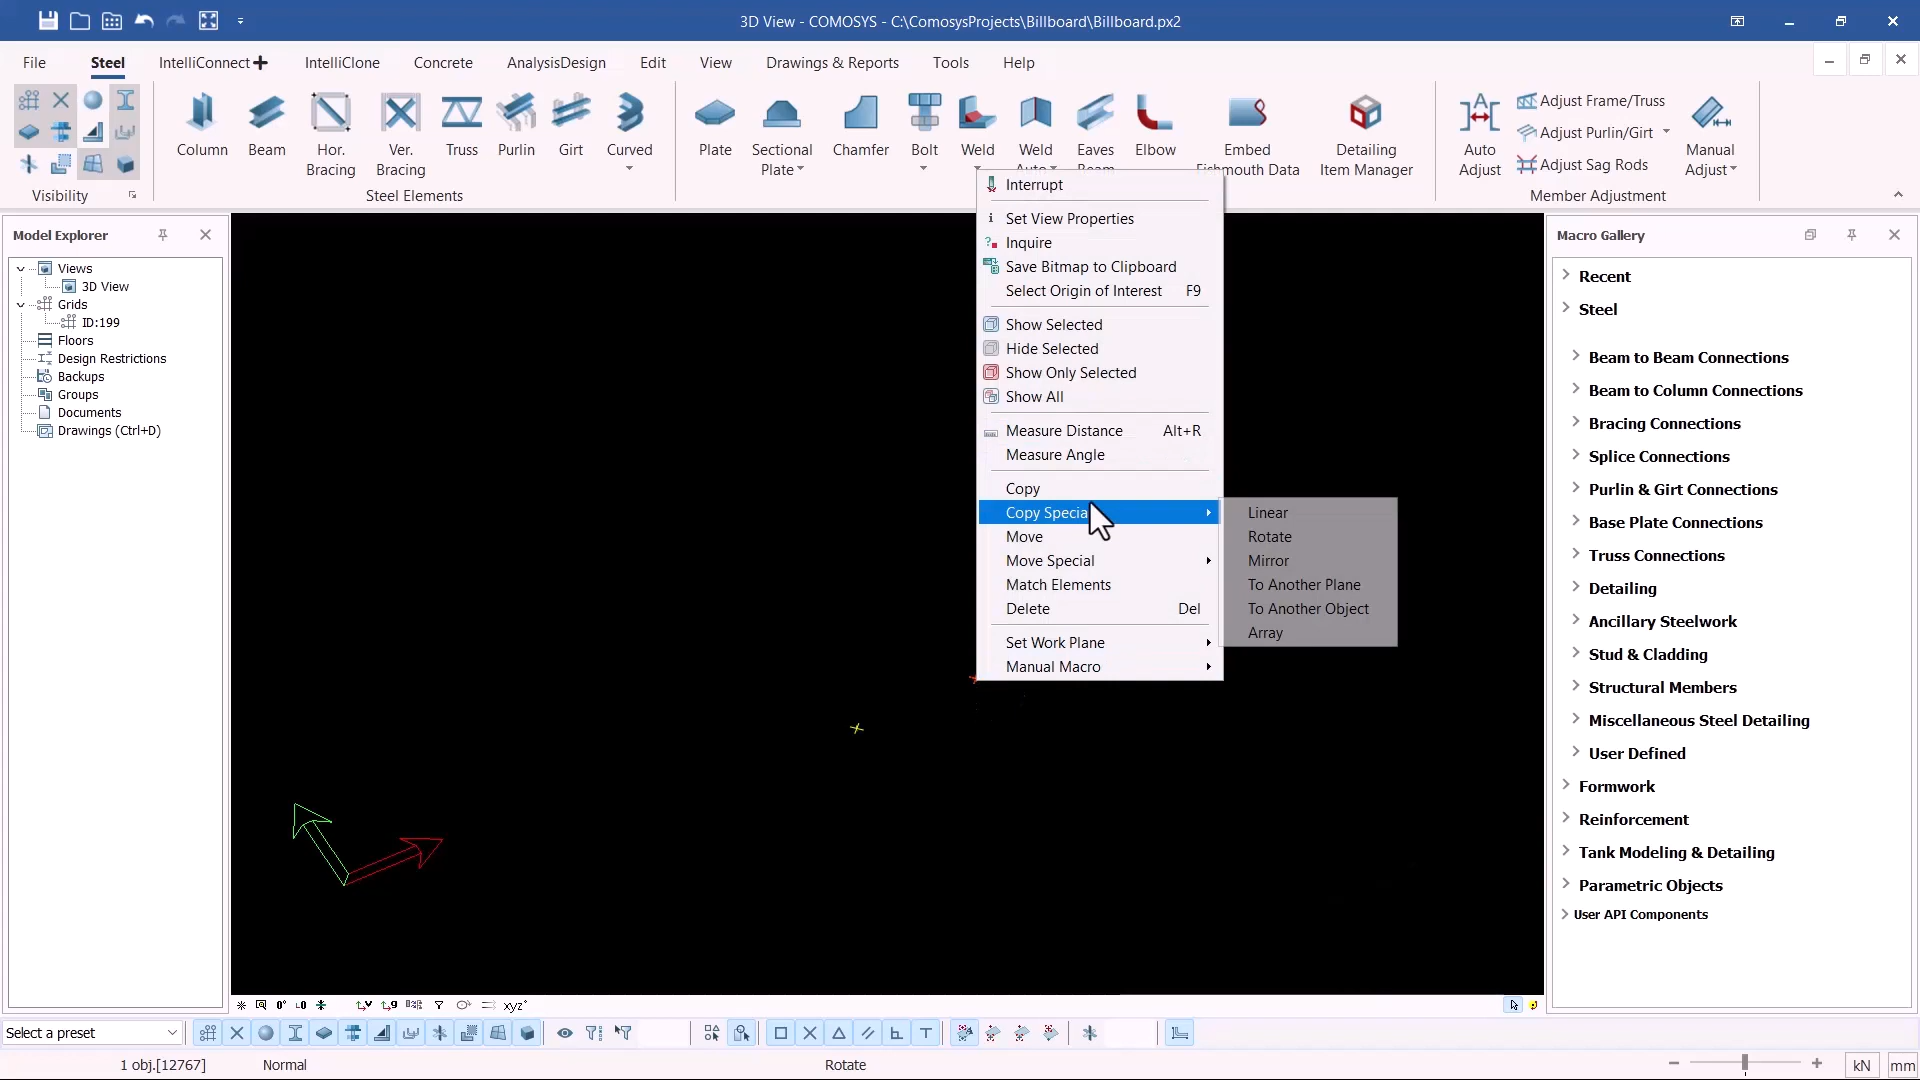 3D View - COMOSYS - C:\ComosysProjects\Billboard\Billboard.px2
File Steel IntelliConnect IntelliClone Concrete AnalysisDesign Edit View Drawings & Reports Tools Help
Column
Beam
Hor. Bracing
Ver. Bracing
Truss
Purlin
Girt
Curved
Plate
Sectional Plate
Chamfer
Bolt
Weld
Weld
Eaves
Elbow
Embed
Detailing Item Manager
Auto Adjust
Adjust Frame/Truss
Adjust Purlin/Girt
Adjust Sag Rods
Manual Adjust
Visibility
Steel Elements
Member Adjustment
Model Explorer
Views
3D View
Grids
ID:199
Floors
Design Restrictions
Backups
Groups
Documents
Drawings (Ctrl+D)
Interrupt
Set View Properties
Inquire
Save Bitmap to Clipboard
Select Origin of Interest F9
Show Selected
Hide Selected
Show Only Selected
Show All
Measure Distance Alt+R
Measure Angle
Copy
Copy Specia
Move
Move Special
Match Elements
Delete Del
Set Work Plane
Manual Macro
Linear
Rotate
Mirror
To Another Plane
To Another Object
Array
Macro Gallery
Recent
Steel
Beam to Beam Connections
Beam to Column Connections
Bracing Connections
Splice Connections
Purlin & Girt Connections
Base Plate Connections
Truss Connections
Detailing
Ancillary Steelwork
Stud & Cladding
Structural Members
Miscellaneous Steel Detailing
User Defined
Formwork
Reinforcement
Tank Modeling & Detailing
Parametric Objects
User API Components
xyz
Select a preset
1 obj.[12767] Normal Rotate kN mm